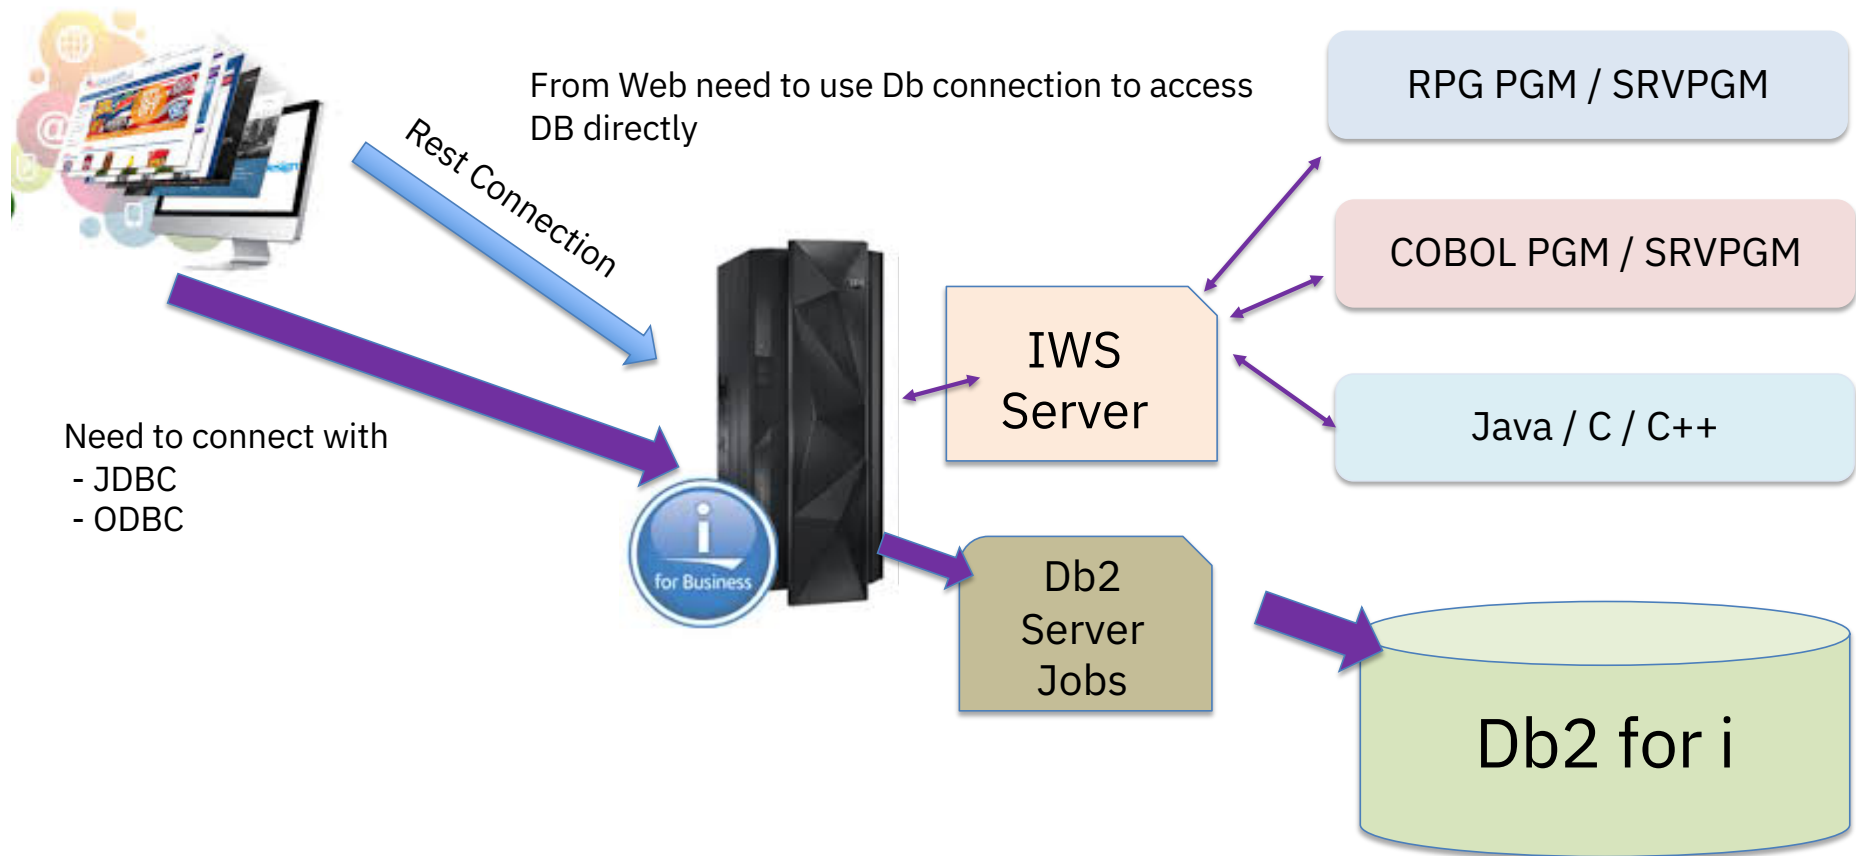 From Web need to use Db connection to access
DB directly
Rest Connection
RPG PGM / SRVPGM
COBOL PGM / SRVPGM
IWS
Server
Java / C / C++
Need to connect with
- JDBC
- ODBC
i
for Business
Db2
Server
Jobs
Db2 for i